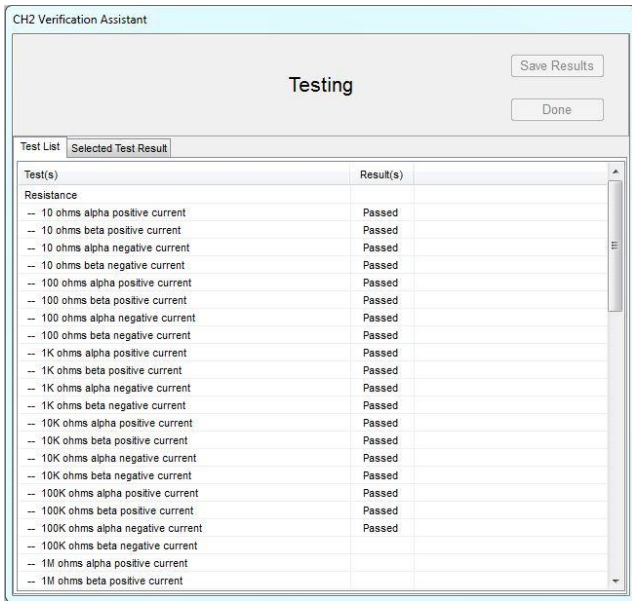 CH2 Verification Assistant
Testing
Save Results
Done
Test List Selected Test Result
Test(s) Result(s)
Resistance
-- 10 ohms alpha positive current Passed
-- 10 ohms beta positive current Passed
-- 10 ohms alpha negative current Passed
-- 10 ohms beta negative current Passed
-- 100 ohms alpha positive current Passed
-- 100 ohms beta positive current Passed
-- 100 ohms alpha negative current Passed
-- 100 ohms beta negative current Passed
-- 1K ohms alpha positive current Passed
-- 1K ohms beta positive current Passed
-- 1K ohms alpha negative current Passed
-- 1K ohms beta negative current Passed
-- 10K ohms alpha positive current Passed
-- 10K ohms beta positive current Passed
-- 10K ohms alpha negative current Passed
-- 10K ohms beta negative current Passed
-- 100K ohms alpha positive current Passed
-- 100K ohms beta positive current Passed
-- 100K ohms alpha negative current Passed
-- 100K ohms beta negative current
-- 1M ohms alpha positive current
-- 1M ohms beta positive current